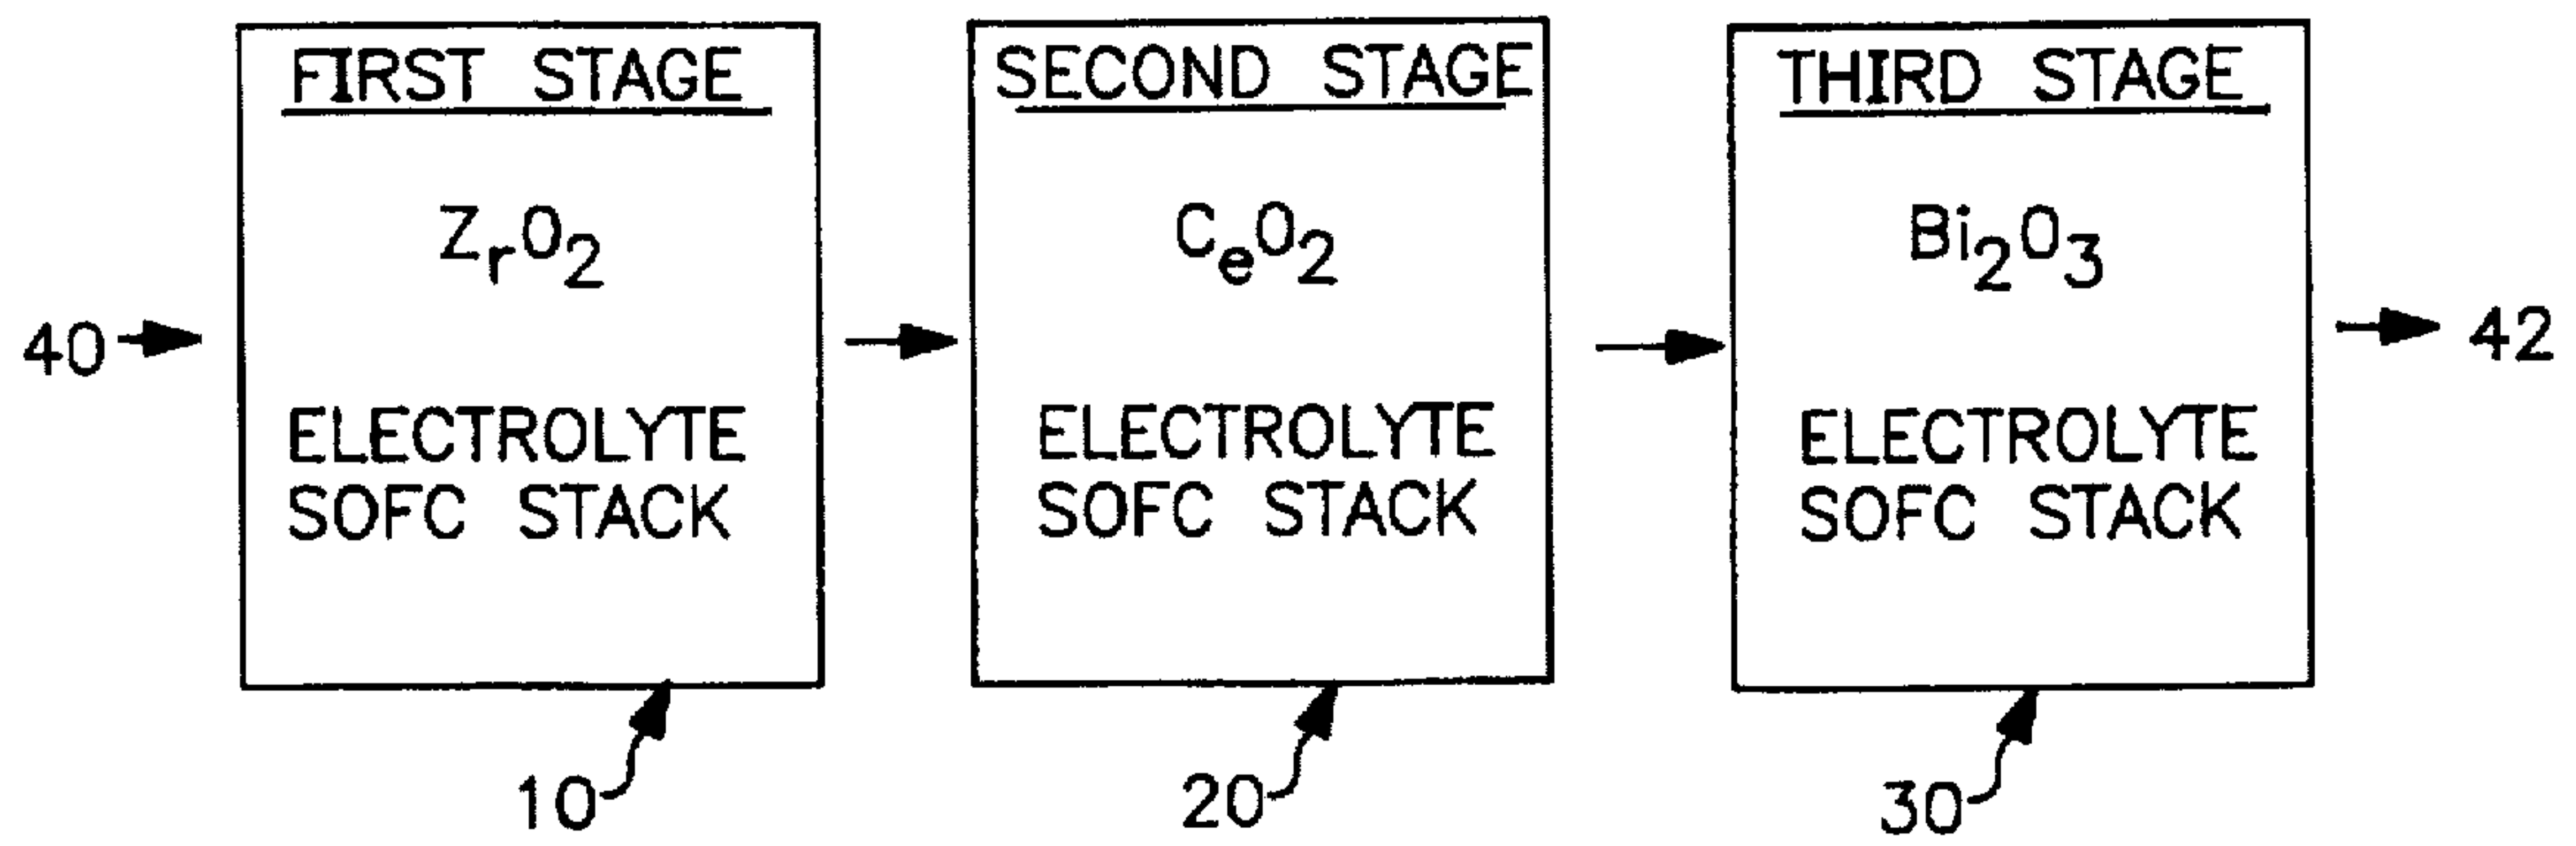 FIRST STAGE
ZrO2
ELECTROLYTE
SOFC STACK
10
SECOND STAGE
CeO2
ELECTROLYTE
SOFC STACK
20
THIRD STAGE
Bi2O3
ELECTROLYTE
SOFC STACK
30
40
42